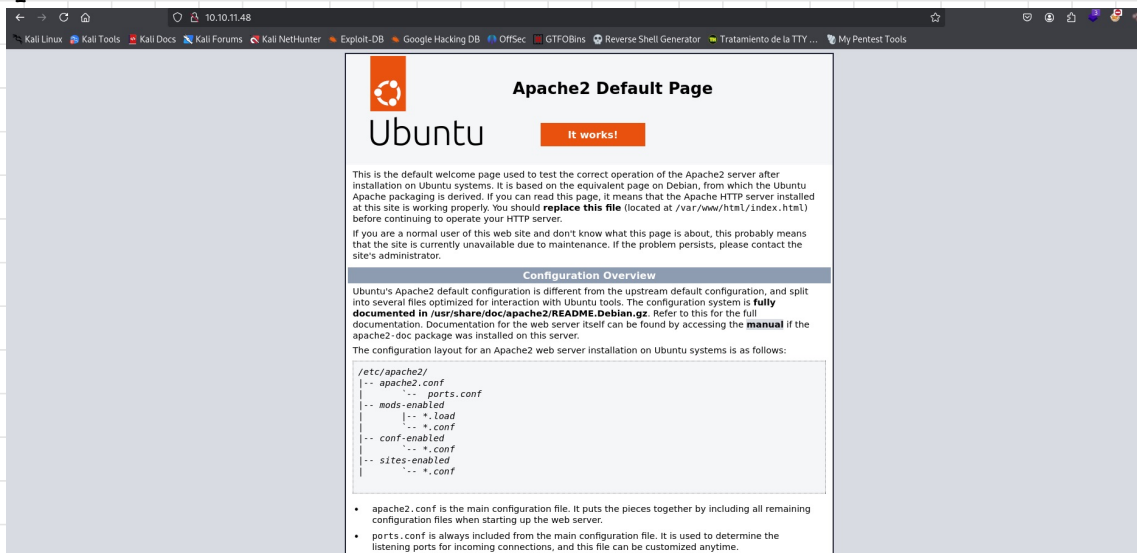 10.10.11.48
Kali Linux Kali Tools Kali Docs Kali Forums Kali NetHunter Exploit-DB Google Hacking DB OffSec GTFOBins Reverse Shell Generator Tratamiento de la TTY ... My Pentest Tools
Apache2 Default Page
Ubuntu
It works!
This is the default welcome page used to test the correct operation of the Apache2 server after
installation on Ubuntu systems. It is based on the equivalent page on Debian, from which the Ubuntu
Apache packaging is derived. If you can read this page, it means that the Apache HTTP server installed
at this site is working properly. You should replace this file (located at /var/www/html/index.html)
before continuing to operate your HTTP server.
If you are a normal user of this web site and don't know what this page is about, this probably means
that the site is currently unavailable due to maintenance. If the problem persists, please contact the
site's administrator.
Configuration Overview
Ubuntu's Apache2 default configuration is different from the upstream default configuration, and split
into several files optimized for interaction with Ubuntu tools. The configuration system is fully
documented in /usr/share/doc/apache2/README.Debian.gz. Refer to this for the full
documentation. Documentation for the web server itself can be found by accessing the manual if the
apache2-doc package was installed on this server.
The configuration layout for an Apache2 web server installation on Ubuntu systems is as follows:
/etc/apache2/
|-- apache2.conf
|       `--  ports.conf
|-- mods-enabled
|       |-- *.load
|       `-- *.conf
|-- conf-enabled
|       `-- *.conf
|-- sites-enabled
|       `-- *.conf
• apache2.conf is the main configuration file. It puts the pieces together by including all remaining
configuration files when starting up the web server.
• ports.conf is always included from the main configuration file. It is used to determine the
listening ports for incoming connections, and this file can be customized anytime.